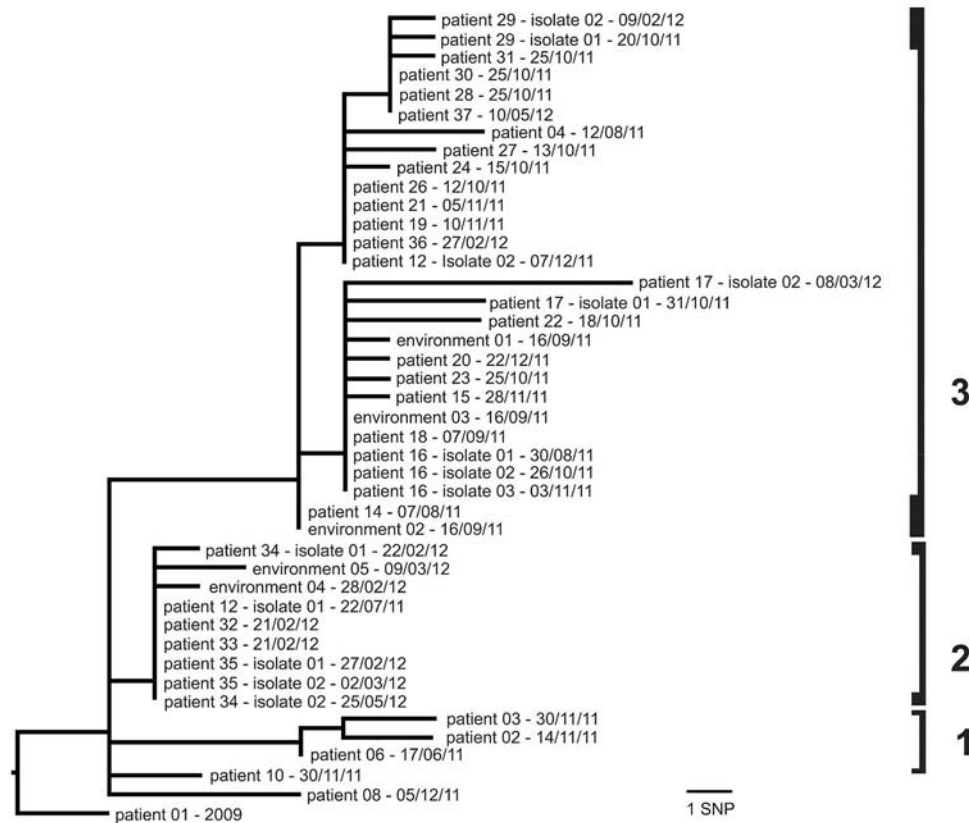 patient 29 - isolate 02 - 09/02/12
patient 29 - isolate 01 - 20/10/11
patient 31 - 25/10/11
patient 30 - 25/10/11
patient 28 - 25/10/11
patient 37 - 10/05/12
patient 04 - 12/08/11
patient 27 - 13/10/11
patient 24 - 15/10/11
patient 26 - 12/10/11
patient 21 - 05/11/11
patient 19 - 10/11/11
patient 36 - 27/02/12
patient 12 - Isolate 02 - 07/12/11
patient 17 - isolate 02 - 08/03/12
patient 17 - isolate 01 - 31/10/11
patient 22 - 18/10/11
environment 01 - 16/09/11
patient 20 - 22/12/11
patient 23 - 25/10/11
patient 15 - 28/11/11
environment 03 - 16/09/11
patient 18 - 07/09/11
patient 16 - isolate 01 - 30/08/11
patient 16 - isolate 02 - 26/10/11
patient 16 - isolate 03 - 03/11/11
patient 14 - 07/08/11
environment 02 - 16/09/11
3
patient 34 - isolate 01 - 22/02/12
environment 05 - 09/03/12
environment 04 - 28/02/12
patient 12 - isolate 01 - 22/07/11
patient 32 - 21/02/12
patient 33 - 21/02/12
patient 35 - isolate 01 - 27/02/12
patient 35 - isolate 02 - 02/03/12
patient 34 - isolate 02 - 25/05/12
2
patient 03 - 30/11/11
patient 02 - 14/11/11
patient 06 - 17/06/11
1
patient 10 - 30/11/11
patient 08 - 05/12/11
patient 01 - 2009
1 SNP